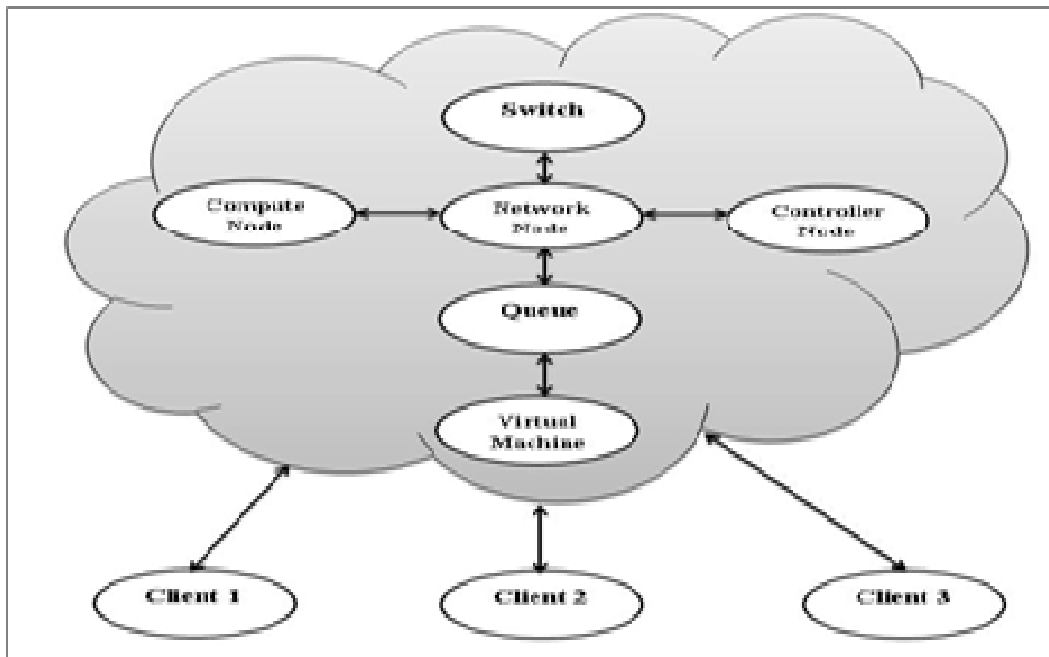 Switch
Compute
Node
Network
Node
Controller
Node
Queue
Virtual
Machine
Client 1
Client 2
Client 3